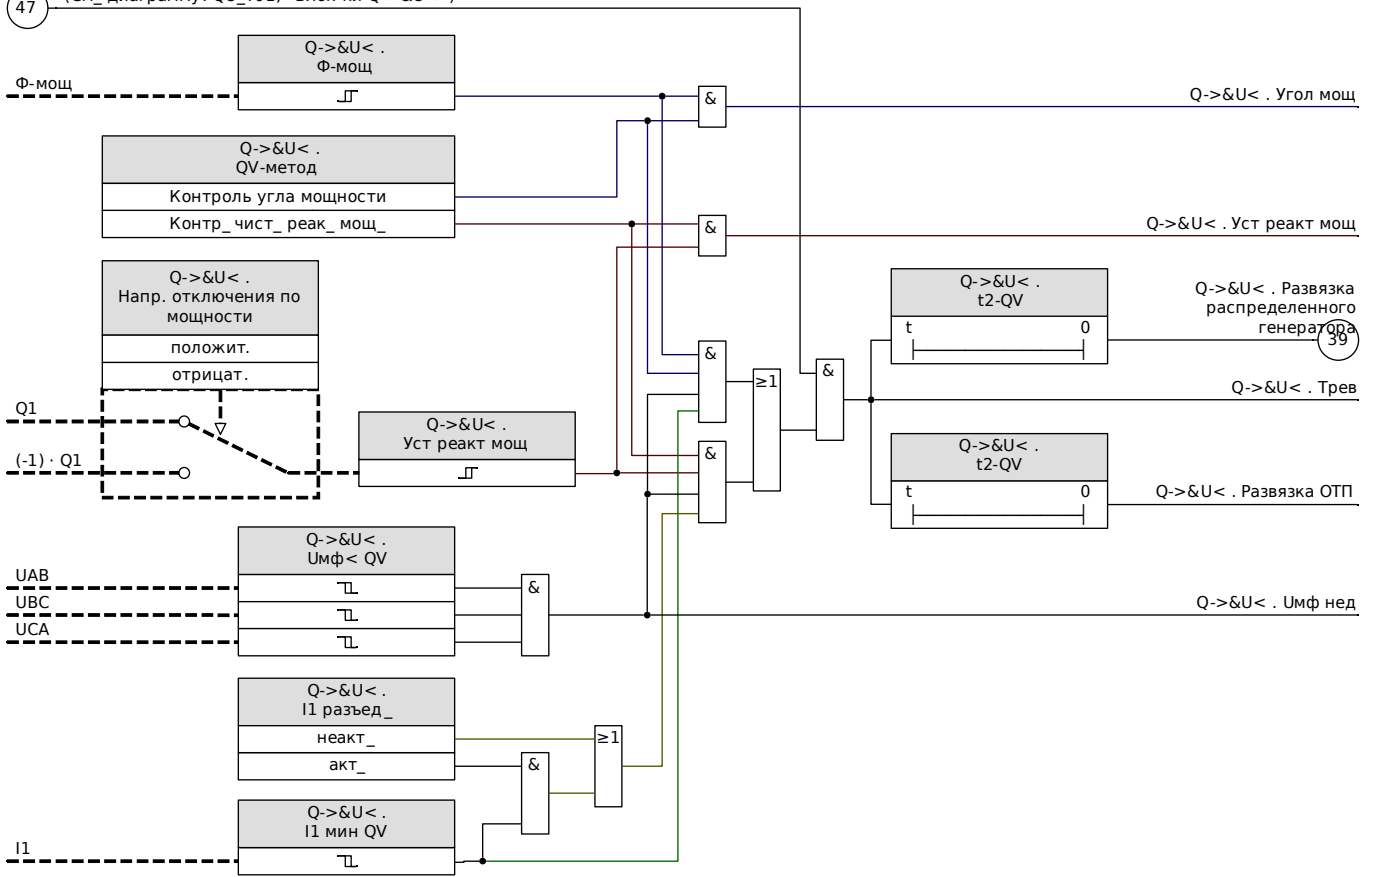 47
Q->&U< .
Ф-мощ
Ф-мощ
&
Q->&U< . Угол мощ
Q->&U< .
QV-метод
Контроль угла мощности
Контр_ чист_ реак_ мощ_
&
Q->&U< . Уст реакт мощ
Q->&U< .
Напр. отключения по
мощности
положит.
отрицат.
Q->&U< .
t2-QV
t 0
Q->&U< . Развязка
распределенного
генератора
39
&
≥1
&
Q->&U< . Трев
Q1
(-1) · Q1
Q->&U< .
Уст реакт мощ
&
Q->&U< .
t2-QV
t 0
Q->&U< . Развязка ОТП
Q->&U< .
Uмф< QV
UAB
UBC
UCA
&
Q->&U< . Uмф нед
Q->&U< .
I1 разъед_
неакт_
акт_
≥1
&
Q->&U< .
I1 мин QV
I1